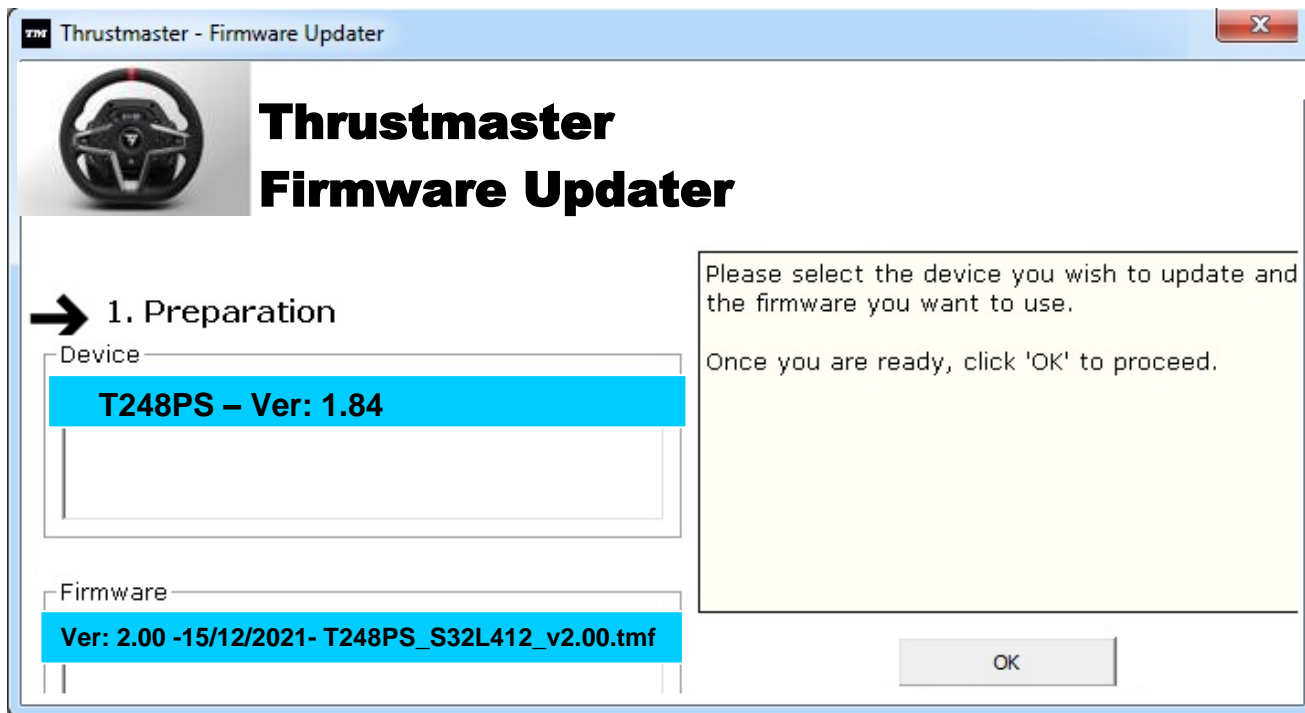 TM Thrustmaster - Firmware Updater
Thrustmaster
Firmware Updater
1. Preparation
Device
T248PS – Ver: 1.84
Firmware
Ver: 2.00 -15/12/2021- T248PS_S32L412_v2.00.tmf
Please select the device you wish to update and
the firmware you want to use.
Once you are ready, click 'OK' to proceed.
OK